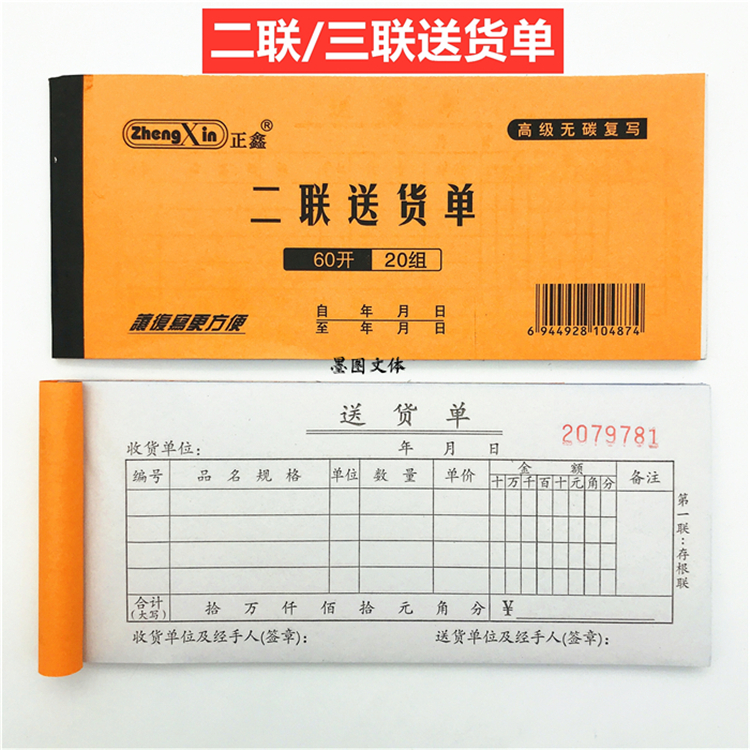 二联/三联送货单
ZhengXin 正鑫®
高级无碳复写
二联送货单
60开 20组
自 年 月 日
至 年 月 日
讓復寫更方便
6 944928 104874
墨图文体
送货单
2079781
收货单位： 年 月 日
编号 品名规格 单位 数量 单价 金额 备注
十万千百十元角分
第一联：存根联
合计 拾 万 仟 佰 拾 元 角 分 ¥
(大写)
收货单位及经手人(签章)： 送货单位及经手人(签章)：